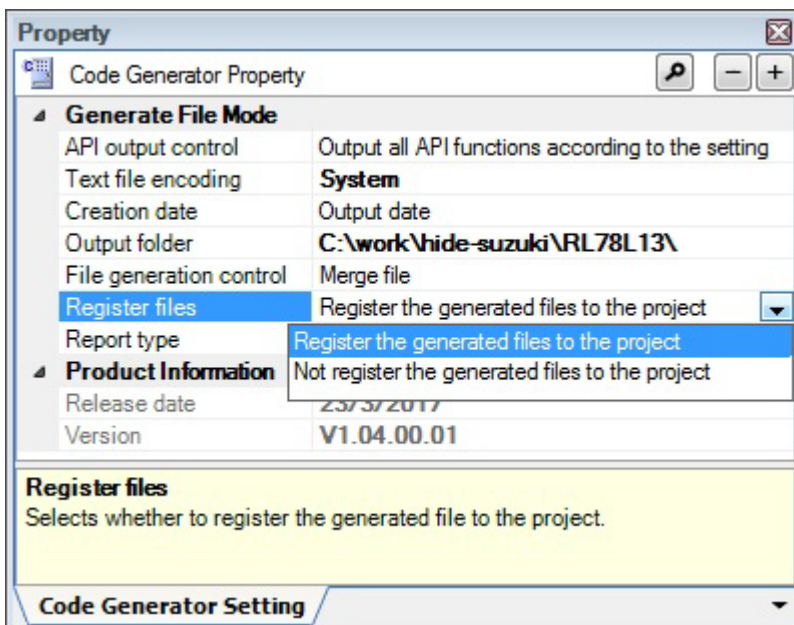 Property
Code Generator Property
Generate File Mode
API output control Output all API functions according to the setting
Text file encoding System
Creation date Output date
Output folder C:\work\hide-suzuki\RL78L13\
File generation control Merge file
Register files Register the generated files to the project
Report type Register the generated files to the project
Product Information Not register the generated files to the project
Release date 23/3/2017
Version V1.04.00.01
Register files
Selects whether to register the generated file to the project.
Code Generator Setting